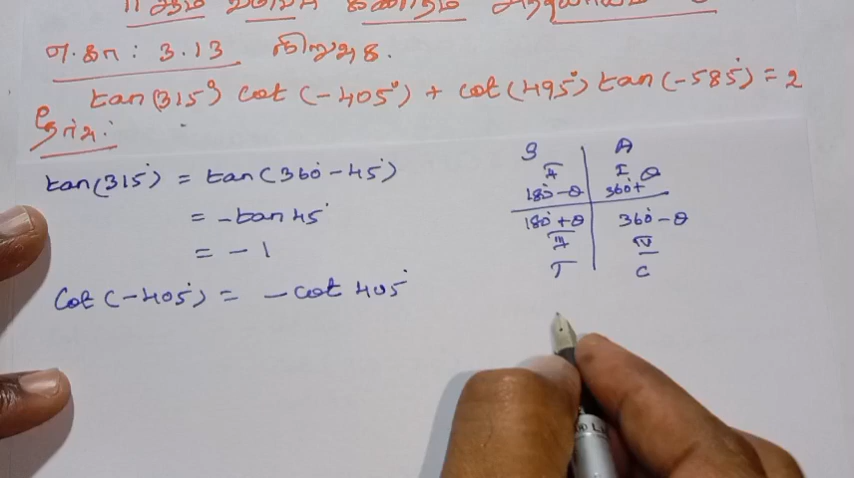 எ.கா : 3.13 நிறுவுக.
tan(315°) cot(-405°) + cot(495°) tan(-585°) = 2
தீர்வு:
tan(315°) = tan(360° - 45°)
= -tan 45°
= -1
cot(-405°) = -cot 405°
S A
II I θ
180°-θ 360°+
180°+θ 360°-θ
III IV
T C